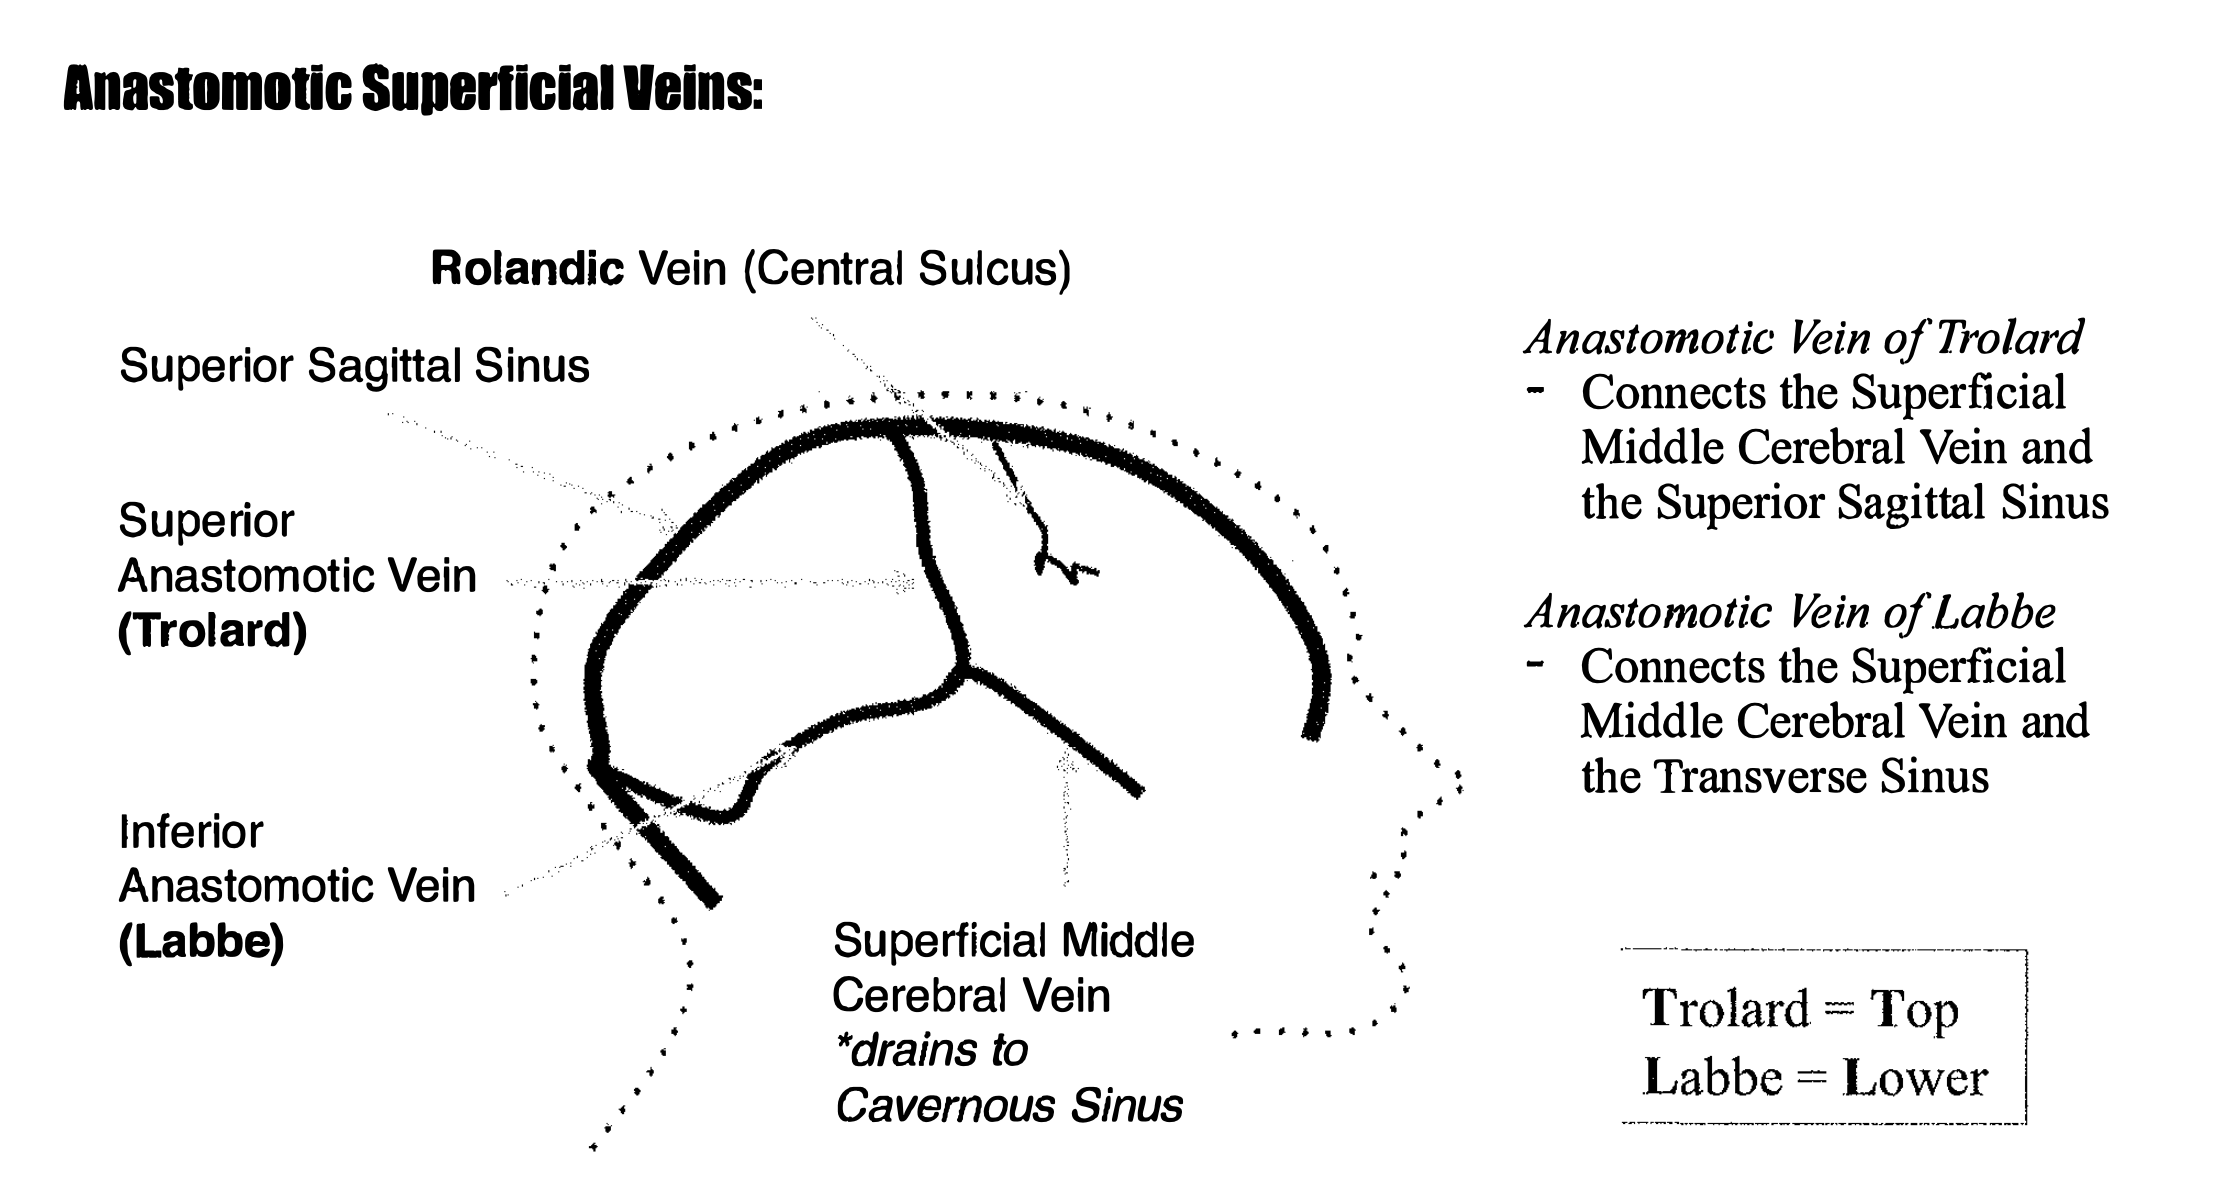 Anastomotic Superficial Veins:
Rolandic Vein (Central Sulcus)
Superior Sagittal Sinus
Superior
Anastomotic Vein
(Trolard)
Inferior
Anastomotic Vein
(Labbe)
Superficial Middle
Cerebral Vein
*drains to
Cavernous Sinus
Anastomotic Vein of Trolard
- Connects the Superficial
Middle Cerebral Vein and
the Superior Sagittal Sinus
Anastomotic Vein of Labbe
- Connects the Superficial
Middle Cerebral Vein and
the Transverse Sinus
Trolard = Top
Labbe = Lower